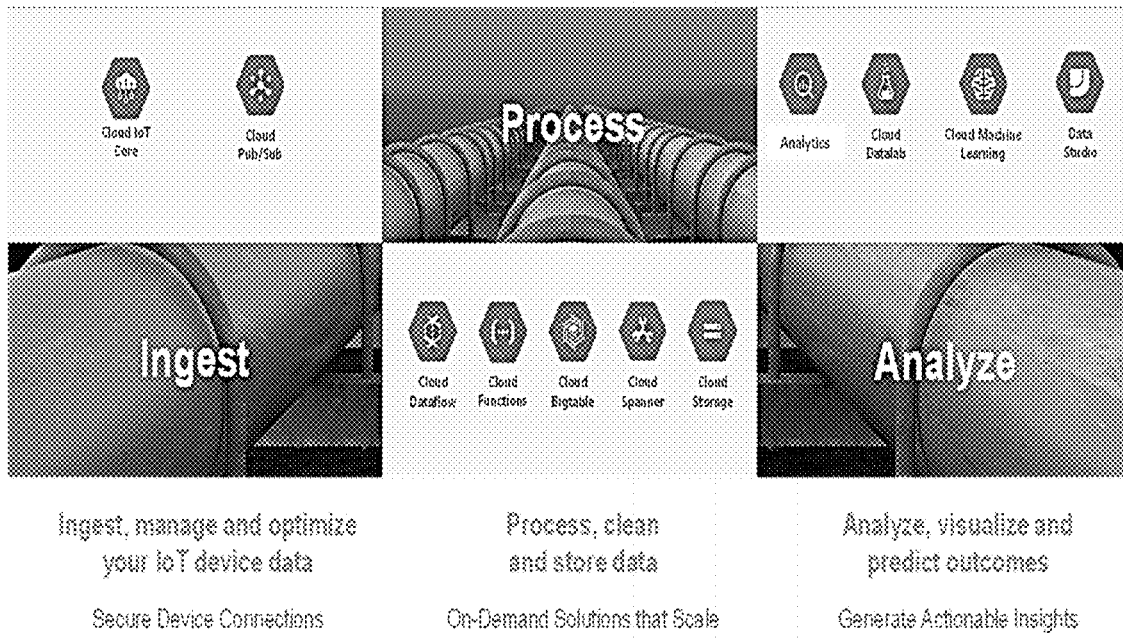 Cloud IoT
Core
Cloud
Pub/Sub
Process
Analytics
Cloud
Datalab
Cloud Machine
Learning
Data
Studio
Ingest
Cloud
Dataflow
Cloud
Functions
Cloud
Bigtable
Cloud
Spanner
Cloud
Storage
Analyze
Ingest, manage and optimize
your IoT device data
Secure Device Connections
Process, clean
and store data
On-Demand Solutions that Scale
Analyze, visualize and
predict outcomes
Generate Actionable Insights